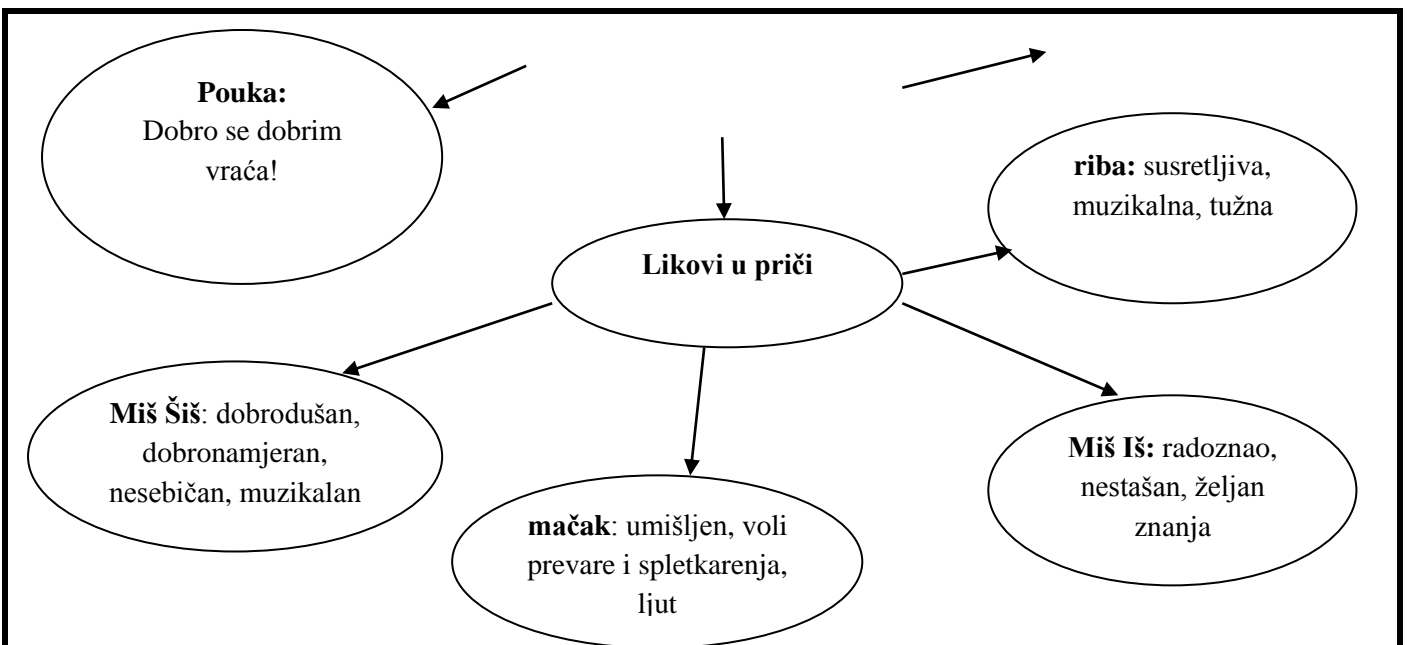 Pouka:
Dobro se dobrim
vraća!
riba: susretljiva,
muzikalna, tužna
Likovi u priči
Miš Šiš: dobrodušan,
dobronamjeran,
nesebičan, muzikalan
Miš Iš: radoznao,
nestašan, željan
znanja
mačak: umišljen, voli
prevare i spletkarenja,
ljut